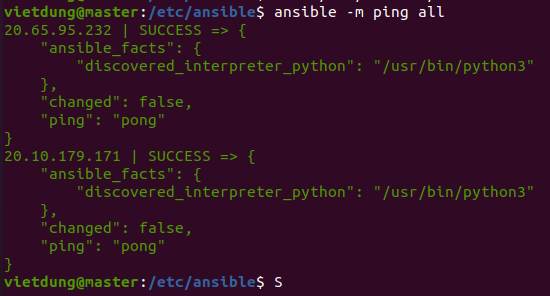 vietdung@master:/etc/ansible$ ansible -m ping all
20.65.95.232 | SUCCESS => {
    "ansible_facts": {
        "discovered_interpreter_python": "/usr/bin/python3"
    },
    "changed": false,
    "ping": "pong"
}
20.10.179.171 | SUCCESS => {
    "ansible_facts": {
        "discovered_interpreter_python": "/usr/bin/python3"
    },
    "changed": false,
    "ping": "pong"
}
vietdung@master:/etc/ansible$ S